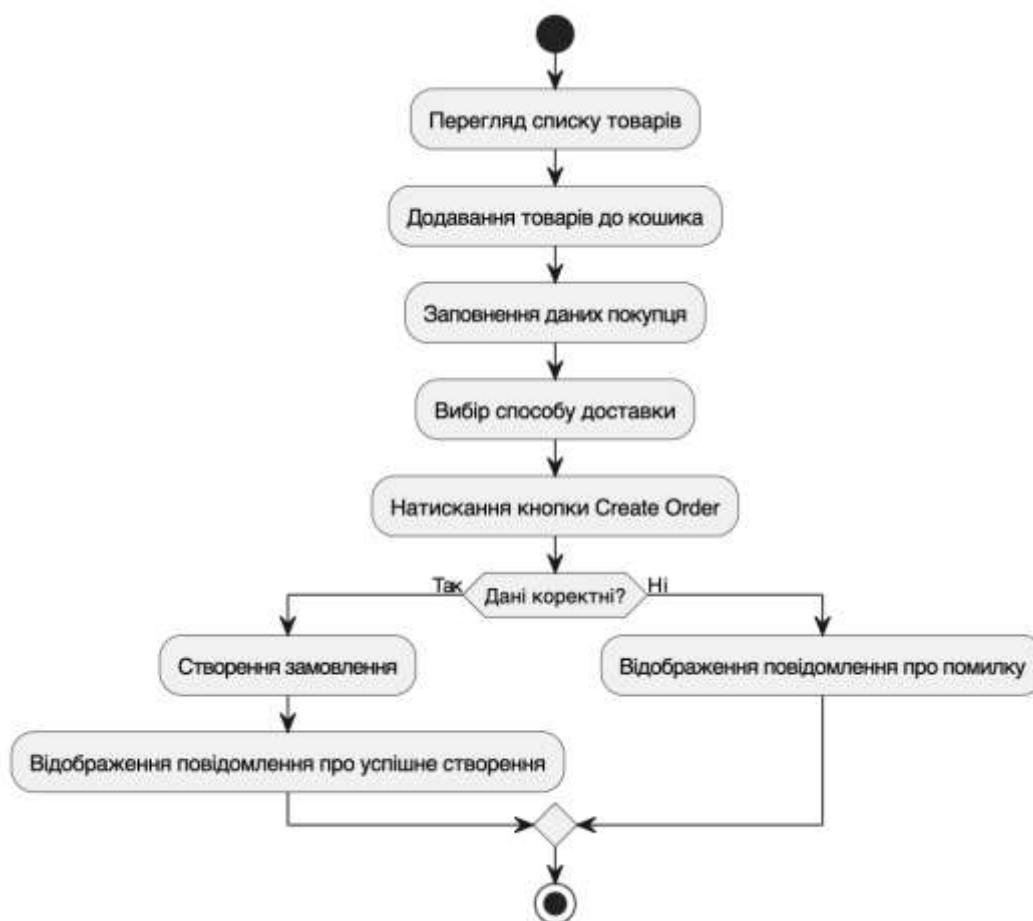 Перегляд списку товарів
Додавання товарів до кошика
Заповнення даних покупця
Вибір способу доставки
Натискання кнопки Create Order
Так
Дані коректні?
Ні
Створення замовлення
Відображення повідомлення про помилку
Відображення повідомлення про успішне створення